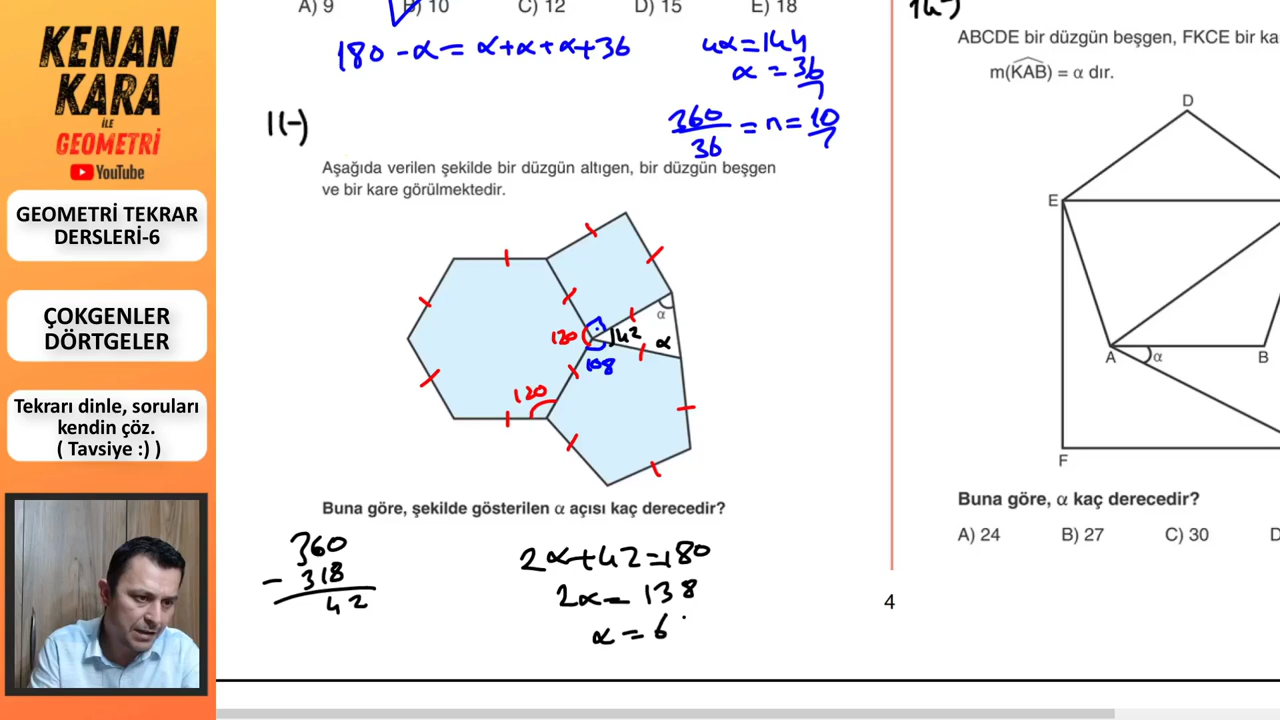 KENAN
KARA
İLE
GEOMETRİ
YouTube
GEOMETRİ TEKRAR
DERSLERİ-6
ÇOKGENLER
DÖRTGELER
Tekrarı dinle, soruları
kendin çöz.
( Tavsiye :) )
A) 9 B) 10 C) 12 D) 15 E) 18
180 - α = α + α + α + 36
4α = 144
α = 36
360/36 = n = 10
11-)
Aşağıda verilen şekilde bir düzgün altıgen, bir düzgün beşgen
ve bir kare görülmektedir.
α
120
42
α
108
120
Buna göre, şekilde gösterilen α açısı kaç derecedir?
360
- 318
42
2α + 42 = 180
2α = 138
α = 6
4
ABCDE bir düzgün beşgen, FKCE bir ka
m(KAB) = α dır.
D
E
A
α
B
F
Buna göre, α kaç derecedir?
A) 24 B) 27 C) 30 D